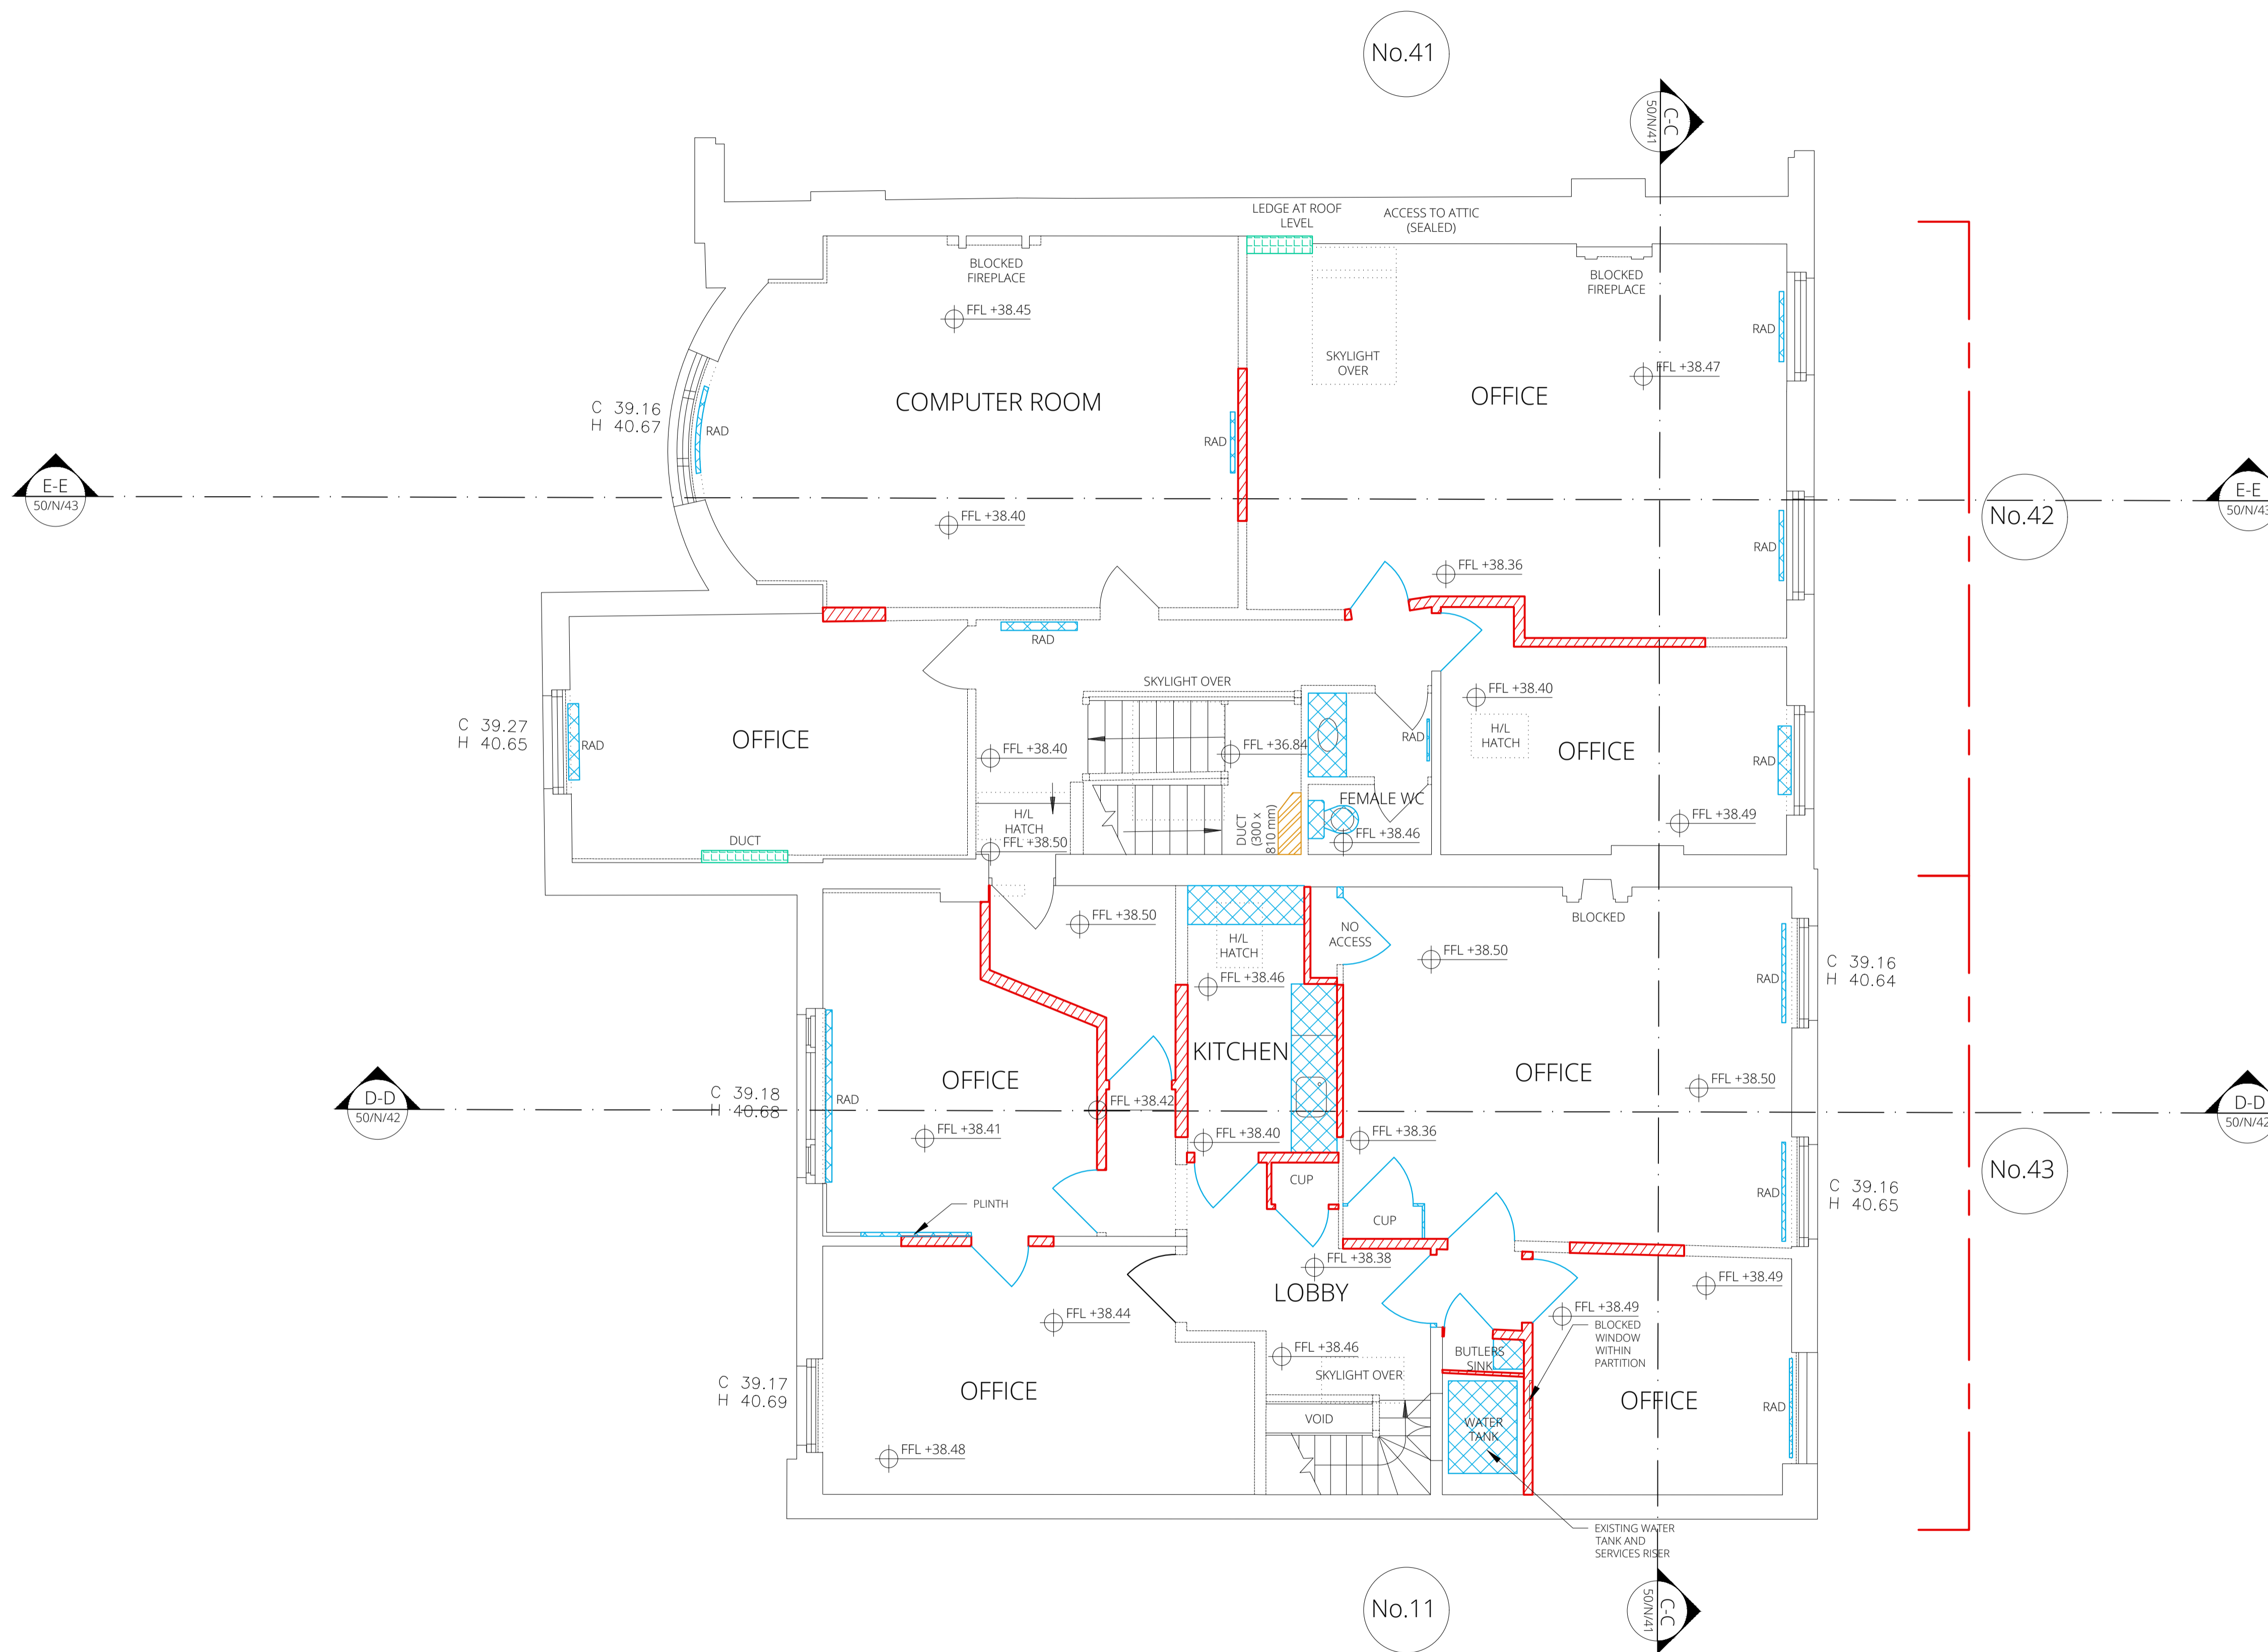 No.41
C-C
50/N/41
LEDGE AT ROOF
LEVEL
ACCESS TO ATTIC
(SEALED)
BLOCKED
FIREPLACE
BLOCKED
FIREPLACE
FFL +38.45
RAD
SKYLIGHT
OVER
FFL +38.47
COMPUTER ROOM
OFFICE
C 39.16
H 40.67
RAD
RAD
E-E
50/N/43
E-E
50/N/43
No.42
FFL +38.40
RAD
FFL +38.36
RAD
SKYLIGHT OVER
FFL +38.40
C 39.27
H 40.65
RAD
OFFICE
FFL +38.40
FFL +36.84
RAD
H/L
HATCH
OFFICE
RAD
H/L
HATCH
FFL +38.50
DUCT
DUCT
(300 x
810 mm)
FEMALE WC
FFL +38.46
FFL +38.49
FFL +38.50
H/L
HATCH
NO
ACCESS
BLOCKED
FFL +38.50
FFL +38.46
RAD
C 39.16
H 40.64
KITCHEN
OFFICE
OFFICE
FFL +38.50
C 39.18
H 40.68
RAD
D-D
50/N/42
FFL +38.42
D-D
50/N/42
FFL +38.41
FFL +38.40
FFL +38.36
No.43
CUP
CUP
PLINTH
RAD
C 39.16
H 40.65
FFL +38.38
LOBBY
FFL +38.49
FFL +38.44
FFL +38.49
BLOCKED
WINDOW
WITHIN
PARTITION
FFL +38.46
SKYLIGHT OVER
BUTLERS
SINK
C 39.17
H 40.69
OFFICE
OFFICE
RAD
VOID
WATER
TANK
FFL +38.48
EXISTING WATER
TANK AND
SERVICES RISER
No.11
C-C
50/N/41